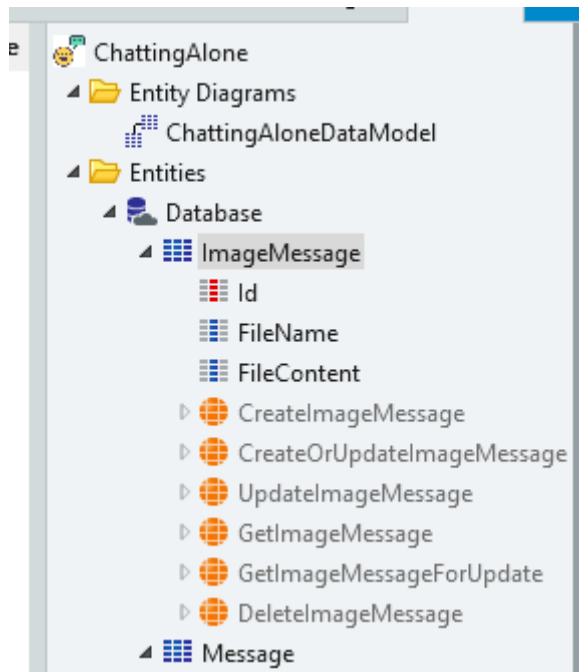 e
ChattingAlone
Entity Diagrams
ChattingAloneDataModel
Entities
Database
ImageMessage
Id
FileName
FileContent
CreateImageMessage
CreateOrUpdateImageMessage
UpdateImageMessage
GetImageMessage
GetImageMessageForUpdate
DeleteImageMessage
Message